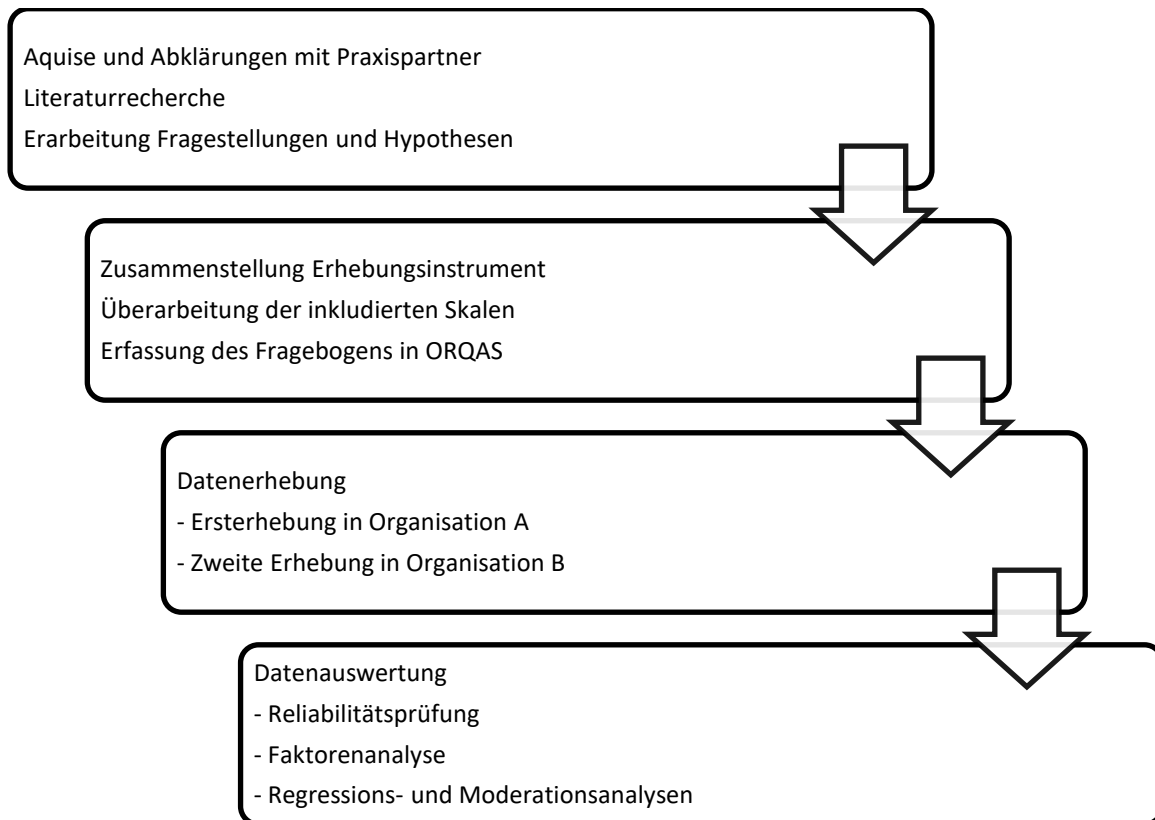 Aquise und Abklärungen mit Praxispartner
Literaturrecherche
Erarbeitung Fragestellungen und Hypothesen
Zusammenstellung Erhebungsinstrument
Überarbeitung der inkludierten Skalen
Erfassung des Fragebogens in ORQAS
Datenerhebung
- Ersterhebung in Organisation A
- Zweite Erhebung in Organisation B
Datenauswertung
- Reliabilitätsprüfung
- Faktorenanalyse
- Regressions- und Moderationsanalysen